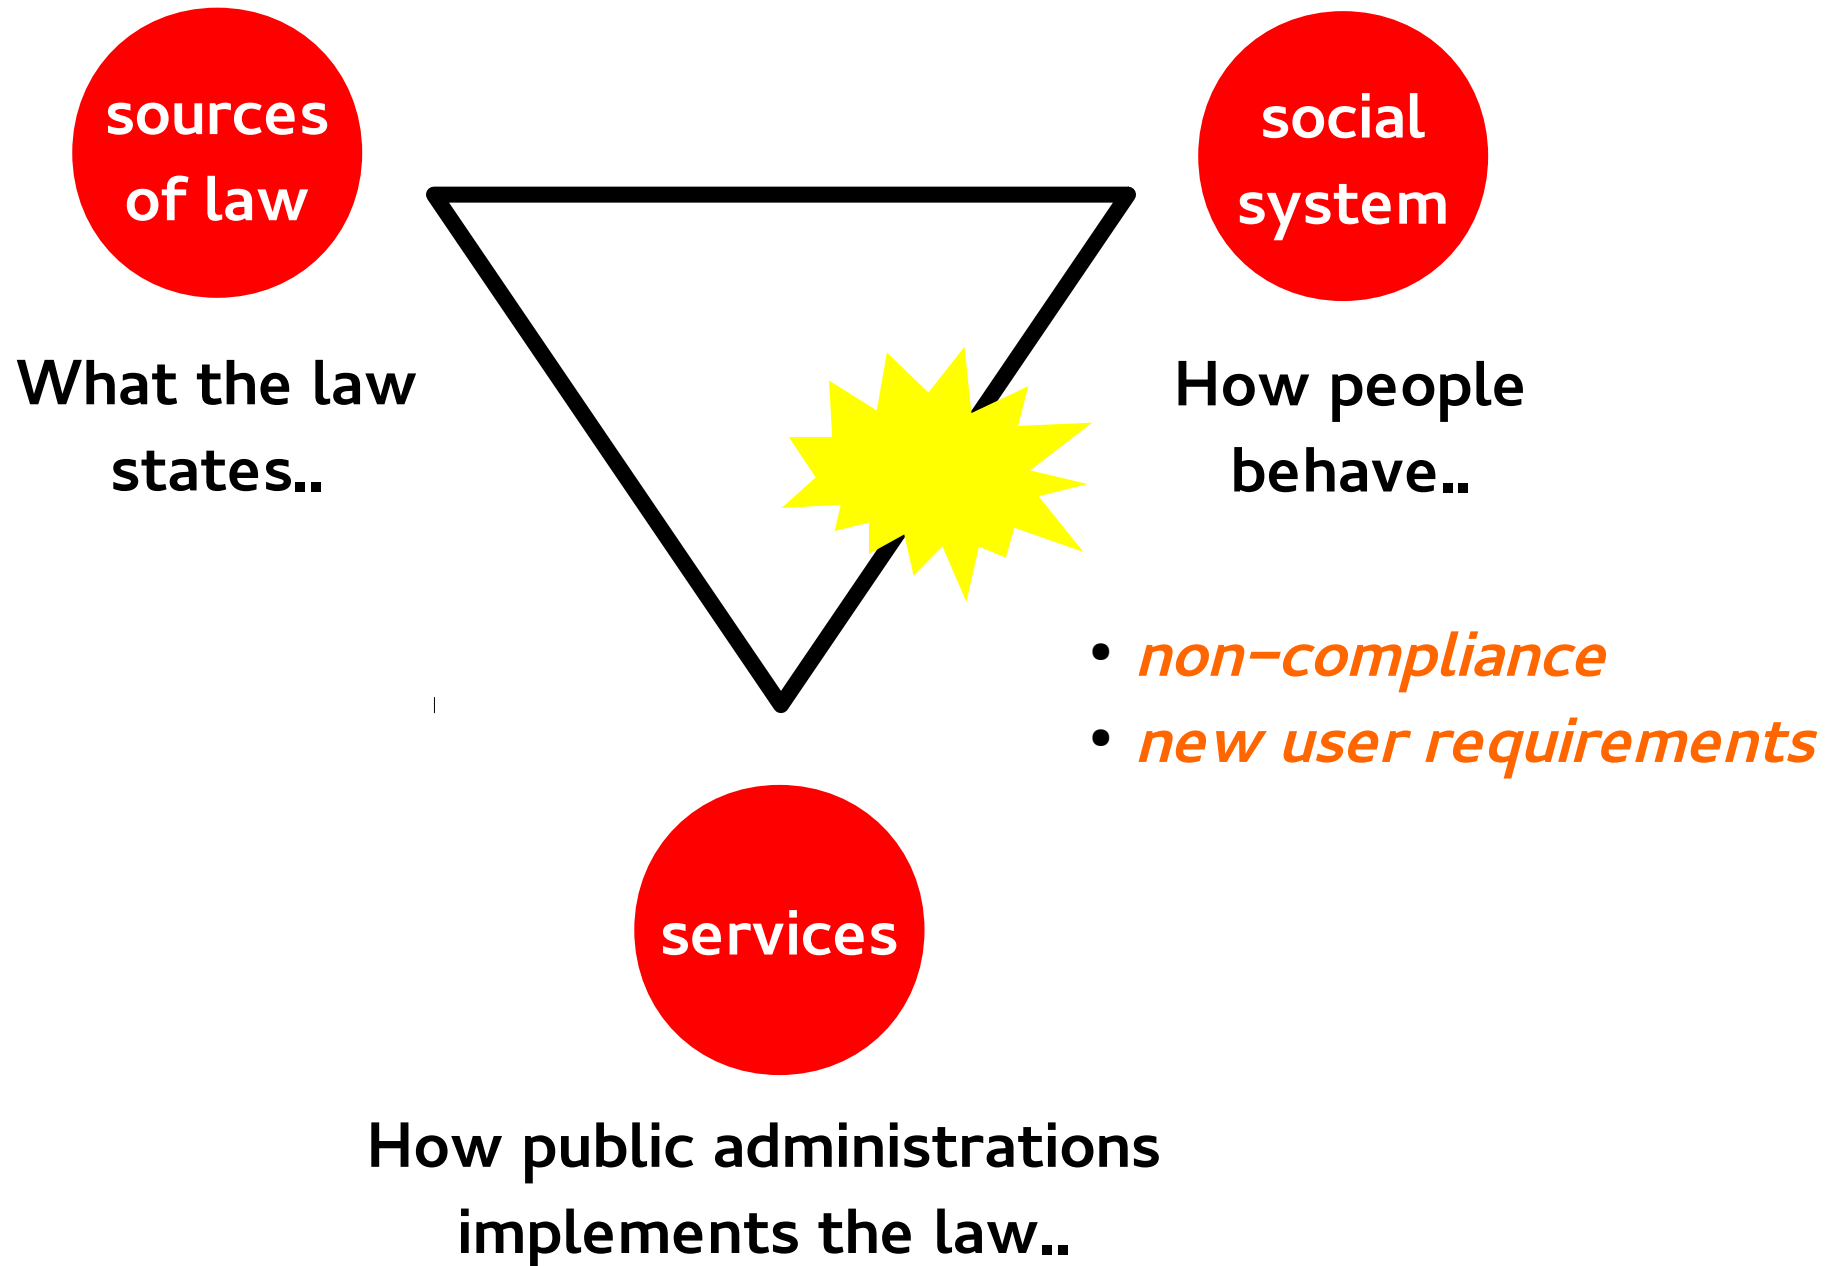 sources
of law
social
system
What the law
states..
How people
behave..
• non-compliance
• new user requirements
services
How public administrations
implements the law..